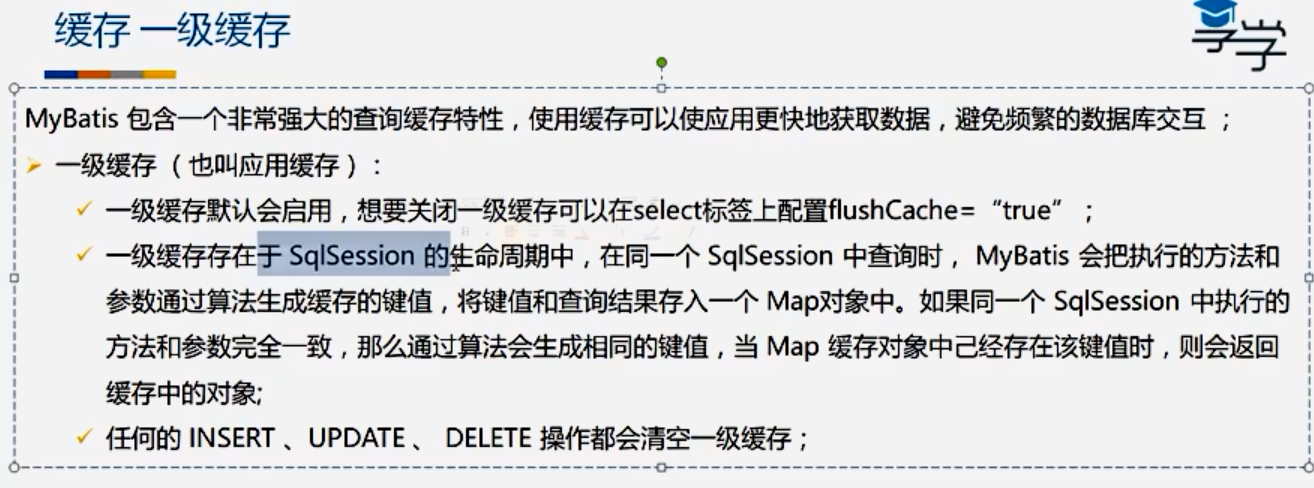 缓存 一级缓存
享学
MyBatis 包含一个非常强大的查询缓存特性，使用缓存可以使应用更快地获取数据，避免频繁的数据库交互 ；
一级缓存 （ 也叫应用缓存 ） ：
一级缓存默认会启用，想要关闭一级缓存可以在select标签上配置flushCache=“true” ；
一级缓存存在于 SqlSession 的生命周期中，在同一个 SqlSession 中查询时， MyBatis 会把执行的方法和
参数通过算法生成缓存的键值，将键值和查询结果存入一个 Map对象中。如果同一个 SqlSession 中执行的
方法和参数完全一致，那么通过算法会生成相同的键值，当 Map 缓存对象中己经存在该键值时，则会返回
缓存中的对象;
任何的 INSERT 、UPDATE 、 DELETE 操作都会清空一级缓存 ；